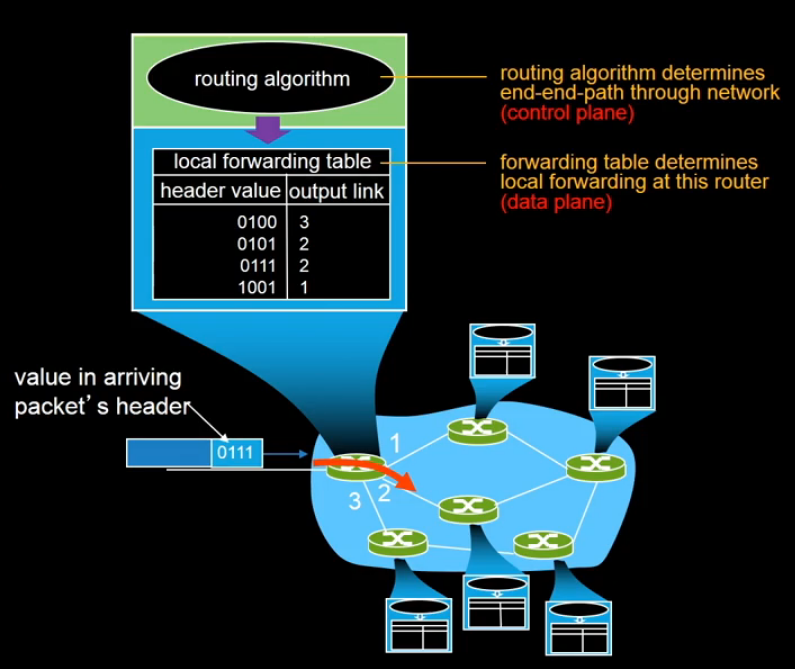 routing algorithm
routing algorithm determines
end-end-path through network
(control plane)
local forwarding table
forwarding table determines
local forwarding at this router
(data plane)
header value output link
0100 3
0101 2
0111 2
1001 1
value in arriving
packet’s header
0111
1
2
3